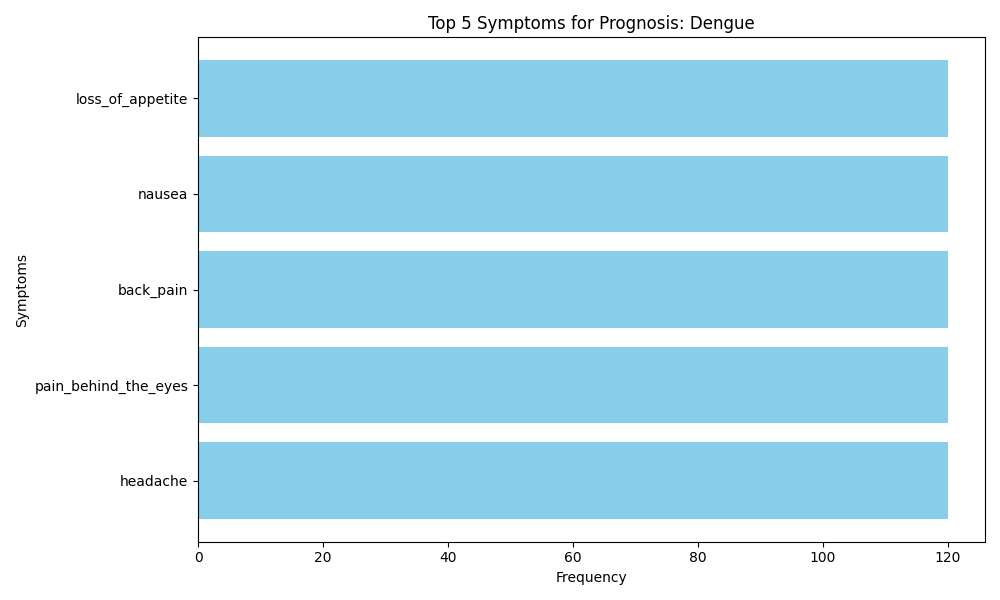 Top 5 Symptoms for Prognosis: Dengue
Symptoms
loss_of_appetite
nausea
back_pain
pain_behind_the_eyes
headache
0 20 40 60 80 100 120
Frequency